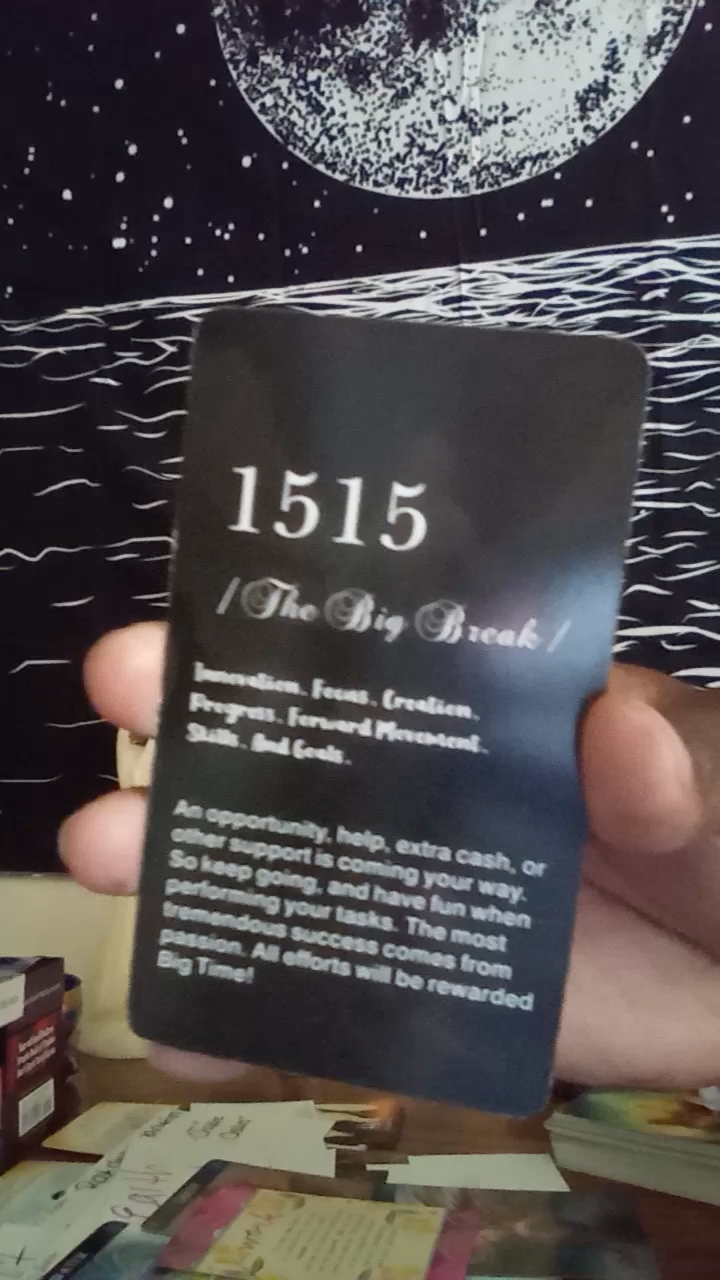 1515
/ The Big Break /
Innovation. Focus. Creation.
Progress. Forward Movement.
Skills. And Goals.
An opportunity, help, extra cash, or
other support is coming your way.
So keep going, and have fun when
performing your tasks. The most
tremendous success comes from
passion. All efforts will be rewarded
Big Time!